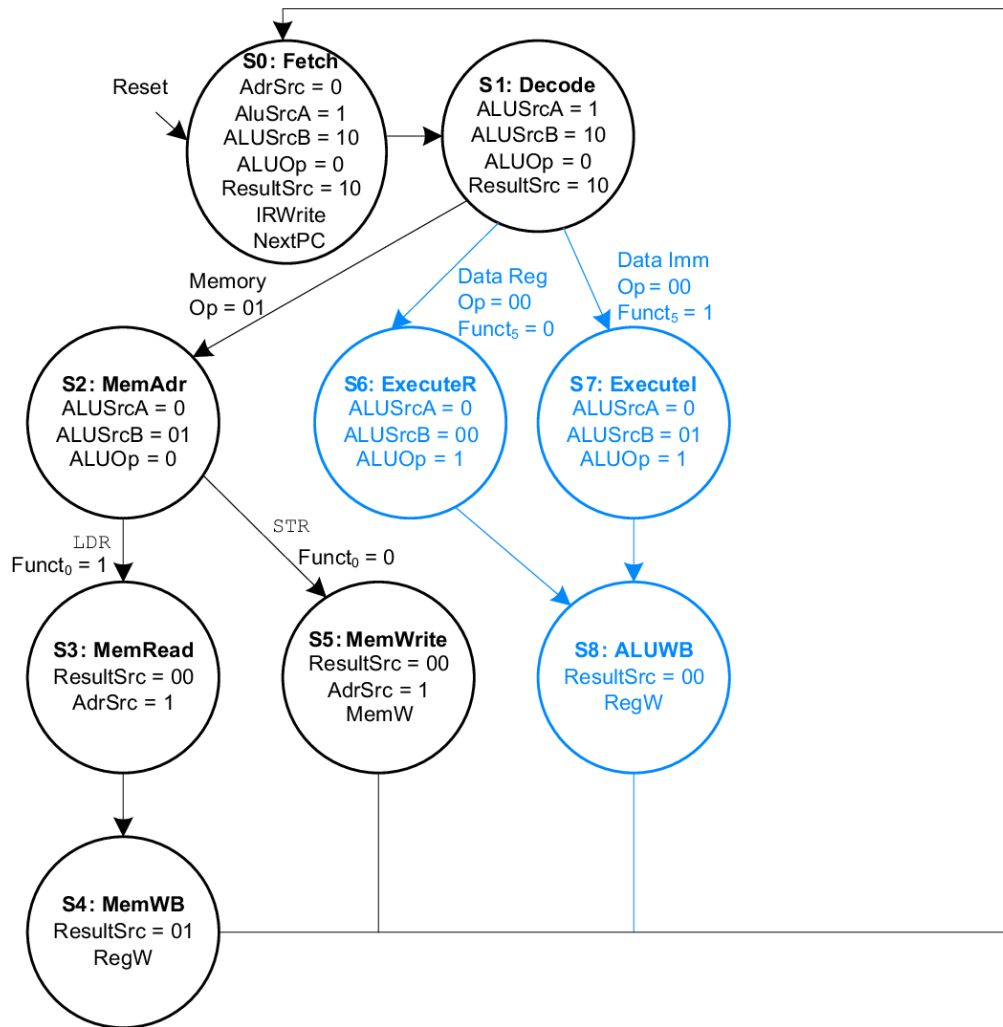 Reset
S0: Fetch
AdrSrc = 0
AluSrcA = 1
ALUSrcB = 10
ALUOp = 0
ResultSrc = 10
IRWrite
NextPC
S1: Decode
ALUSrcA = 1
ALUSrcB = 10
ALUOp = 0
ResultSrc = 10
Memory
Op = 01
Data Reg
Op = 00
Funct₅ = 0
Data Imm
Op = 00
Funct₅ = 1
S2: MemAdr
ALUSrcA = 0
ALUSrcB = 01
ALUOp = 0
S6: ExecuteR
ALUSrcA = 0
ALUSrcB = 00
ALUOp = 1
S7: ExecuteI
ALUSrcA = 0
ALUSrcB = 01
ALUOp = 1
LDR
Funct₀ = 1
STR
Funct₀ = 0
S3: MemRead
ResultSrc = 00
AdrSrc = 1
S5: MemWrite
ResultSrc = 00
AdrSrc = 1
MemW
S8: ALUWB
ResultSrc = 00
RegW
S4: MemWB
ResultSrc = 01
RegW